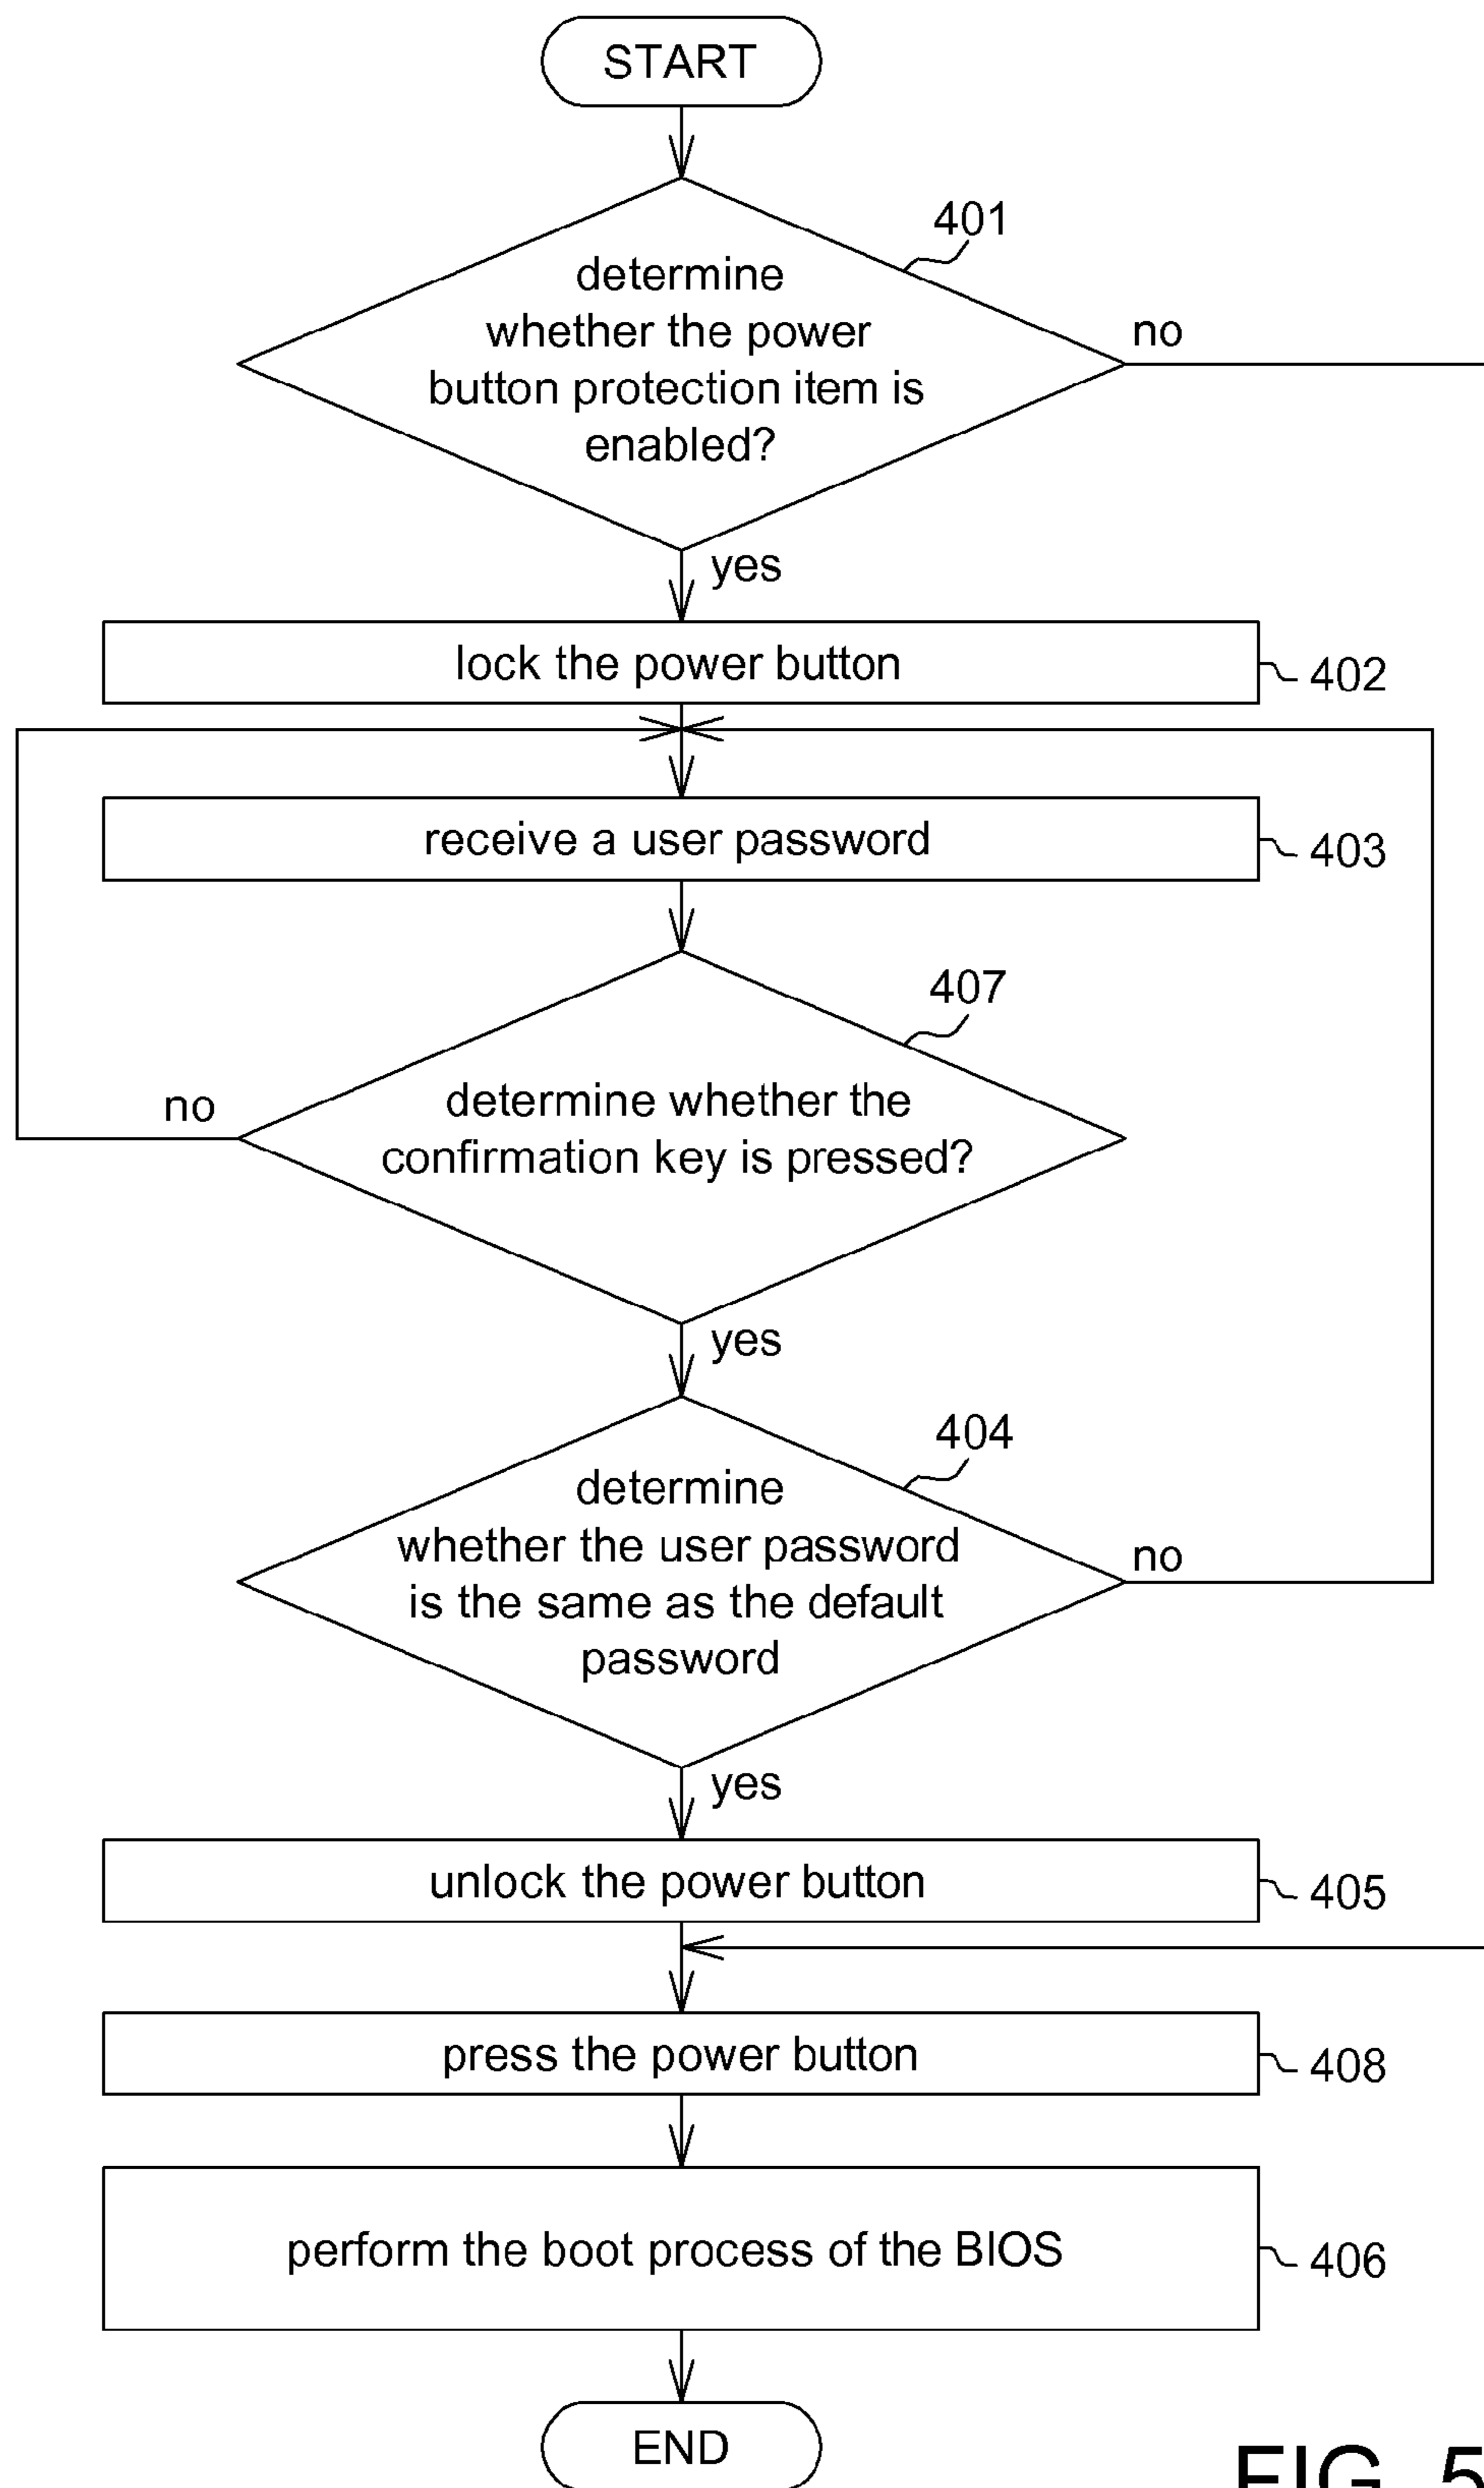 START
401
determine
whether the power
button protection item is
enabled?
no
yes
lock the power button
402
receive a user password
403
407
determine whether the
confirmation key is pressed?
no
yes
404
determine
whether the user password
is the same as the default
password
no
yes
unlock the power button
405
press the power button
408
perform the boot process of the BIOS
406
END
FIG. 5